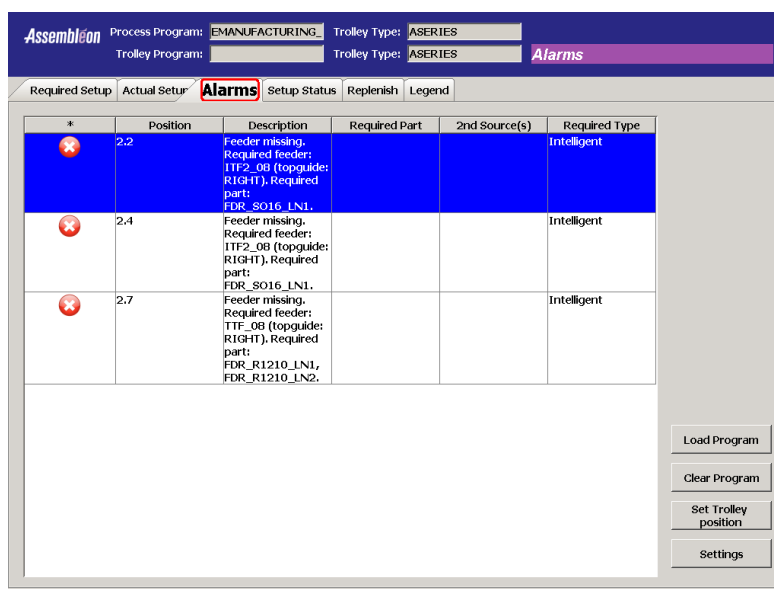 Assembléon Process Program: EMANUFACTURING_ Trolley Type: ASERIES
Trolley Program: Trolley Type: ASERIES Alarms
Required Setup Actual Setup Alarms Setup Status Replenish Legend
* Position Description Required Part 2nd Source(s) Required Type
2.2 Feeder missing. Intelligent
Required feeder:
ITF2_08 (topguide:
RIGHT). Required
part:
FDR_SO16_LN1.
2.4 Feeder missing. Intelligent
Required feeder:
ITF2_08 (topguide:
RIGHT). Required
part:
FDR_SO16_LN1.
2.7 Feeder missing. Intelligent
Required feeder:
TTF_08 (topguide:
RIGHT). Required
part:
FDR_R1210_LN1,
FDR_R1210_LN2.
Load Program
Clear Program
Set Trolley
position
Settings